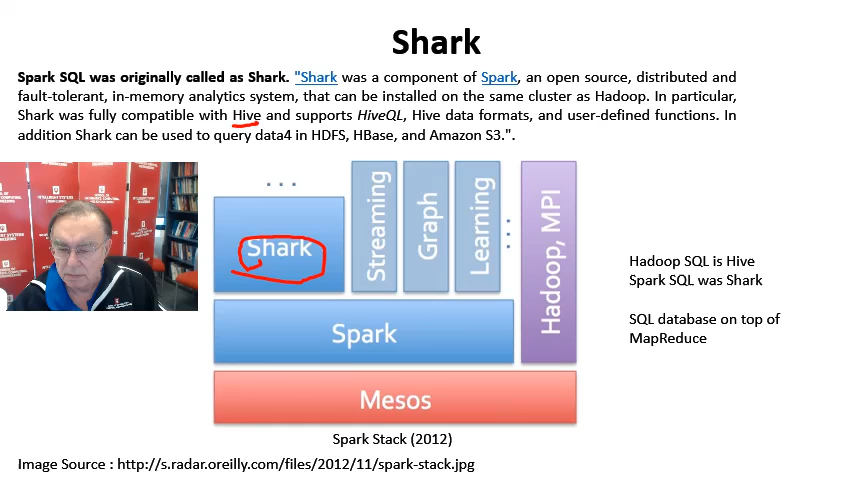 Shark
Spark SQL was originally called as Shark. "Shark was a component of Spark, an open source, distributed and
fault-tolerant, in-memory analytics system, that can be installed on the same cluster as Hadoop. In particular,
Shark was fully compatible with Hive and supports HiveQL, Hive data formats, and user-defined functions. In
addition Shark can be used to query data4 in HDFS, HBase, and Amazon S3.".
...
Shark
Streaming
Graph
Learning
...
Hadoop, MPI
Spark
Mesos
Hadoop SQL is Hive
Spark SQL was Shark
SQL database on top of
MapReduce
Spark Stack (2012)
Image Source : http://s.radar.oreilly.com/files/2012/11/spark-stack.jpg